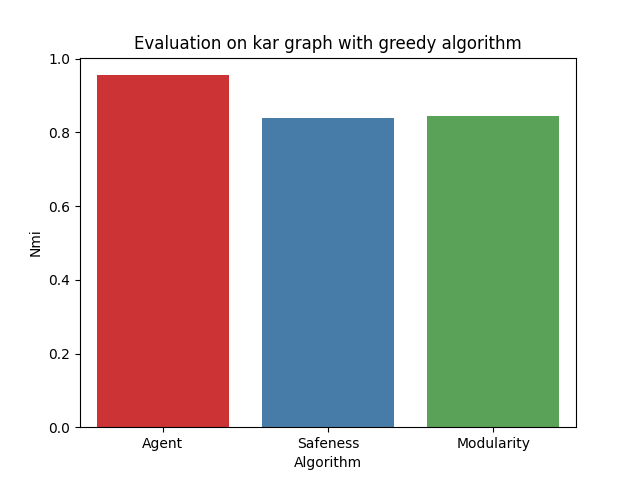 Evaluation on kar graph with greedy algorithm
1.0
0.8
0.6
0.4
0.2
0.0
Nmi
Agent Safeness Modularity
Algorithm